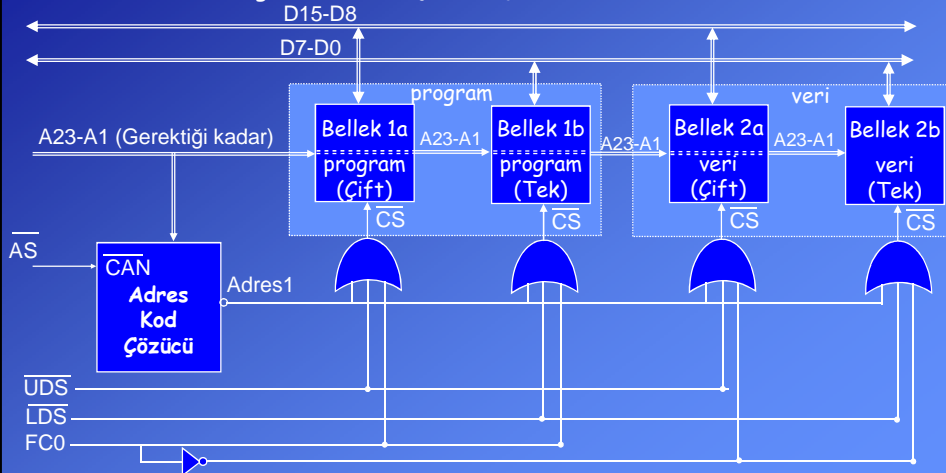 D15-D8
D7-D0
program
veri
Bellek 1a
program
(Çift)
A23-A1
Bellek 1b
program
(Tek)
A23-A1
Bellek 2a
veri
(Çift)
A23-A1
Bellek 2b
veri
(Tek)
A23-A1 (Gerektiği kadar)
CS
CS
CS
CS
AS
CAN
Adres
Kod
Çözücü
Adres1
UDS
LDS
FC0